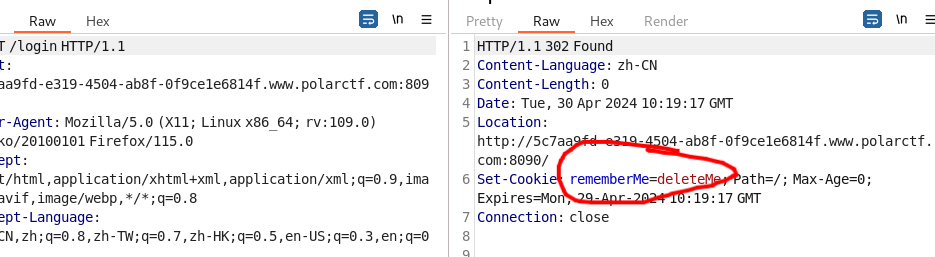 Raw Hex \n
T /login HTTP/1.1
t:
aa9fd-e319-4504-ab8f-0f9ce1e6814f.www.polarctf.com:809
r-Agent: Mozilla/5.0 (X11; Linux x86_64; rv:109.0)
ko/20100101 Firefox/115.0
ept:
t/html,application/xhtml+xml,application/xml;q=0.9,ima
avif,image/webp,*/*;q=0.8
ept-Language:
CN,zh;q=0.8,zh-TW;q=0.7,zh-HK;q=0.5,en-US;q=0.3,en;q=0
Pretty Raw Hex Render \n
1 HTTP/1.1 302 Found
2 Content-Language: zh-CN
3 Content-Length: 0
4 Date: Tue, 30 Apr 2024 10:19:17 GMT
5 Location:
http://5c7aa9fd-e319-4504-ab8f-0f9ce1e6814f.www.polarctf.
com:8090/
6 Set-Cookie: rememberMe=deleteMe; Path=/; Max-Age=0;
Expires=Mon, 29-Apr-2024 10:19:17 GMT
7 Connection: close
8
9